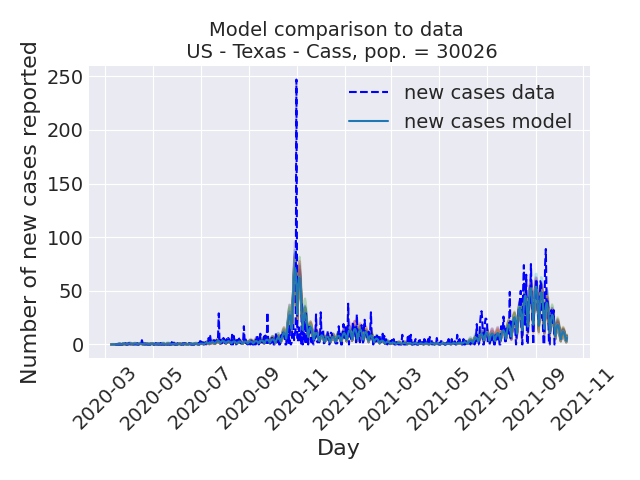 Model comparison to data
US - Texas - Cass, pop. = 30026
Number of new cases reported
250
200
150
100
50
0
new cases data
new cases model
2020-03
2020-05
2020-07
2020-09
2020-11
2021-01
2021-03
2021-05
2021-07
2021-09
2021-11
Day